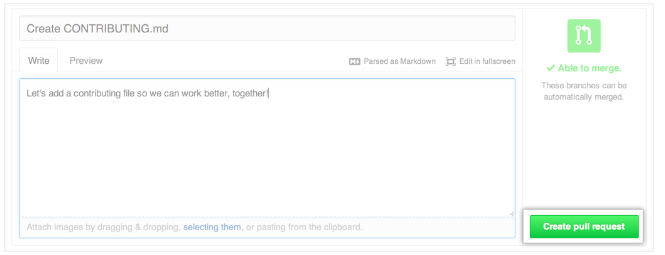 Create CONTRIBUTING.md
Write Preview Parsed as Markdown Edit in fullscreen
Let's add a contributing file so we can work better, together!
Attach images by dragging & dropping, selecting them, or pasting from the clipboard.
Able to merge.
These branches can be
automatically merged.
Create pull request